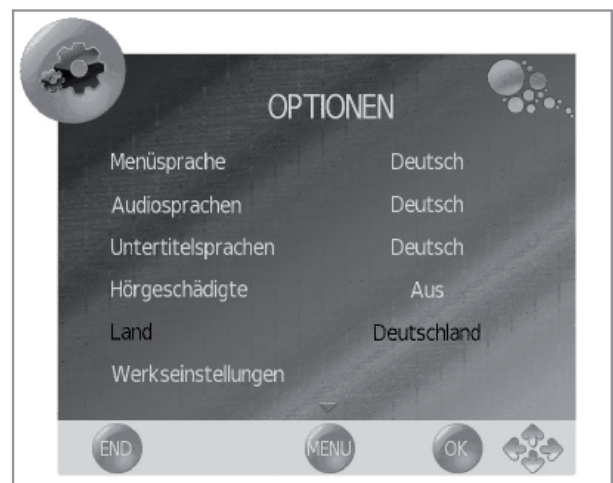 OPTIONEN
Menüsprache Deutsch
Audiosprachen Deutsch
Untertitelsprachen Deutsch
Hörgeschädigte Aus
Land Deutschland
Werkseinstellungen
END MENU OK